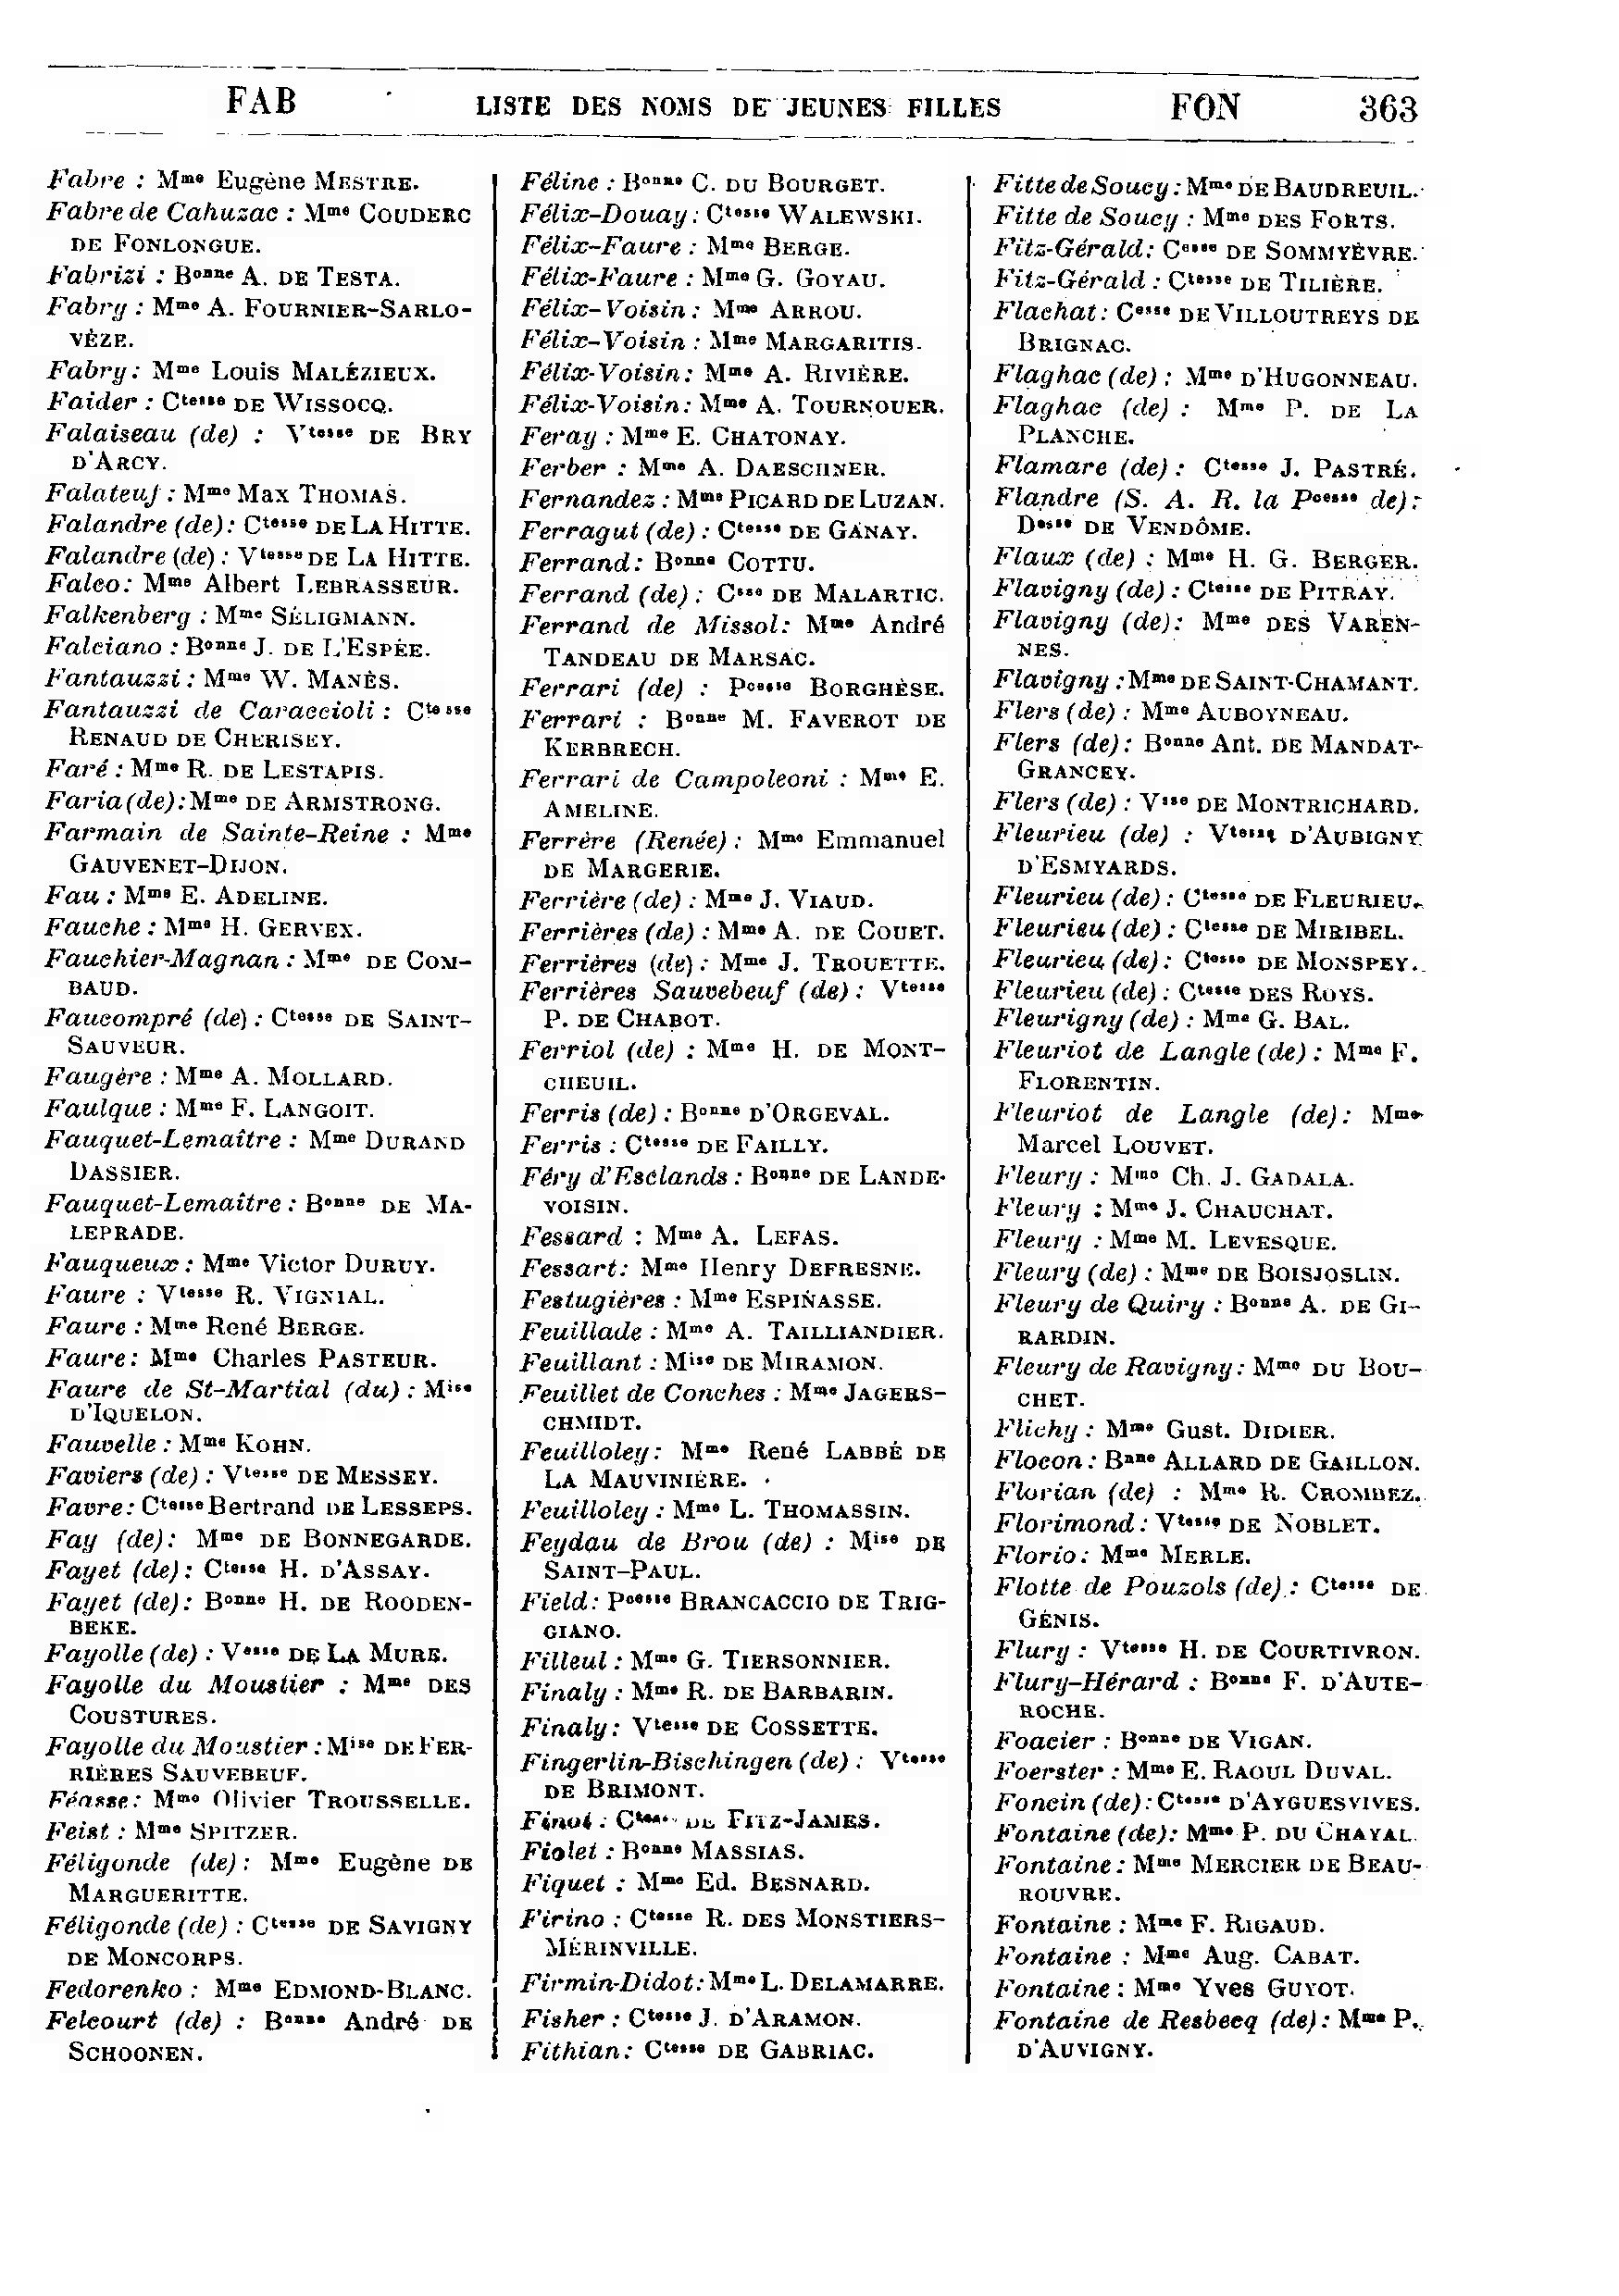 FAB LISTE DES NOMS DE JEUNES FILLES FON 363
Fabre : Mme Eugène MESTRE.
Fabre de Cahuzac : Mme COUDERC
DE FONLONGUE.
Fabrizi : Bonne A. DE TESTA.
Fabry : Mme A. FOURNIER-SARLO-
VÈZE.
Fabry : Mme Louis MALÉZIEUX.
Faider : Ctesse DE WISSOCQ.
Falaiseau (de) : Vtesse DE BRY
D'ARCY.
Falateuf : Mme Max THOMAS.
Falandre (de) : Ctesse DE LA HITTE.
Falandre (de) : Vtesse DE LA HITTE.
Falco : Mme Albert LEBRASSEUR.
Falkenberg : Mme SÉLIGMANN.
Falciano : Bonne J. DE L'ESPÉE.
Fantauzzi : Mme W. MANÈS.
Fantauzzi de Caraccioli : Ctesse
RENAUD DE CHERISEY.
Faré : Mme R. DE LESTAPIS.
Faria (de) : Mme DE ARMSTRONG.
Farmain de Sainte-Reine : Mme
GAUVENET-DIJON.
Fau : Mme E. ADELINE.
Fauche : Mme H. GERVEX.
Fauchier-Magnan : Mme DE COM-
BAUD.
Faucompré (de) : Ctesse DE SAINT-
SAUVEUR.
Faugère : Mme A. MOLLARD.
Faulque : Mme F. LANGOIT.
Fauquet-Lemaître : Mme DURAND
DASSIER.
Fauquet-Lemaître : Bonne DE MA-
LEPRADE.
Fauqueux : Mme Victor DURUY.
Faure : Vtesse R. VIGNIAL.
Faure : Mme René BERGE.
Faure : Mme Charles PASTEUR.
Faure de St-Martial (du) : Mise
D'IQUELON.
Fauvelle : Mme KOHN.
Faviers (de) : Vtesse DE MESSEY.
Favre : Ctesse Bertrand DE LESSEPS.
Fay (de) : Mme DE BONNEGARDE.
Fayet (de) : Ctesse H. D'ASSAY.
Fayet (de) : Bonne H. DE ROODEN-
BEKE.
Fayolle (de) : Vesse DE LA MURE.
Fayolle du Moustier : Mme DES
COUSTURES.
Fayolle du Moustier : Mise DE FER-
RIÈRES SAUVEBEUF.
Féasse : Mme Olivier TROUSSELLE.
Feist : Mme SPITZER.
Féligonde (de) : Mme Eugène DE
MARGUERITTE.
Féligonde (de) : Ctesse DE SAVIGNY
DE MONCORPS.
Fedorenko : Mme EDMOND-BLANC.
Felcourt (de) : Bonne André DE
SCHOONEN.
Féline : Bonne C. DU BOURGET.
Félix-Douay : Ctesse WALEWSKI.
Félix-Faure : Mme BERGE.
Félix-Faure : Mme G. GOYAU.
Félix-Voisin : Mme ARROU.
Félix-Voisin : Mme MARGARITIS.
Félix-Voisin : Mme A. RIVIÈRE.
Félix-Voisin : Mme A. TOURNOUER.
Feray : Mme E. CHATONAY.
Ferber : Mme A. DAESCHNER.
Fernandez : Mme PICARD DE LUZAN.
Ferragut (de) : Ctesse DE GANAY.
Ferrand : Bonne COTTU.
Ferrand (de) : Csse DE MALARTIC.
Ferrand de Missol : Mme André
TANDEAU DE MARSAC.
Ferrari (de) : Pcesse BORGHÈSE.
Ferrari : Bonne M. FAVEROT DE
KERBRECH.
Ferrari de Campoleoni : Mme E.
AMELINE.
Ferrère (Renée) : Mme Emmanuel
DE MARGERIE.
Ferrière (de) : Mme J. VIAUD.
Ferrières (de) : Mme A. DE COUET.
Ferrières (de) : Mme J. TROUETTE.
Ferrières Sauvebeuf (de) : Vtesse
P. DE CHABOT.
Ferriol (de) : Mme H. DE MONT-
CHEUIL.
Ferris (de) : Bonne D'ORGEVAL.
Ferris : Ctesse DE FAILLY.
Féry d'Esclands : Bonne DE LANDE-
VOISIN.
Fessard : Mme A. LEFAS.
Fessart : Mme Henry DEFRESNE.
Festugières : Mme ESPINASSE.
Feuillade : Mme A. TAILLIANDIER.
Feuillant : Mise DE MIRAMON.
Feuillet de Conches : Mme JAGERS-
CHMIDT.
Feuilloley : Mme René LABBÉ DE
LA MAUVINIÈRE.
Feuilloley : Mme L. THOMASSIN.
Feydau de Brou (de) : Mise DE
SAINT-PAUL.
Field : Pcesse BRANCACCIO DE TRIG-
GIANO.
Filleul : Mme G. TIERSONNIER.
Finaly : Mme R. DE BARBARIN.
Finaly : Vtesse DE COSSETTE.
Fingerlin-Bischingen (de) : Vtesse
DE BRIMONT.
Finot : Ctesse DE FITZ-JAMES.
Fiolet : Bonne MASSIAS.
Fiquet : Mme Ed. BESNARD.
Firino : Ctesse R. DES MONSTIERS-
MÉRINVILLE.
Firmin-Didot : Mme L. DELAMARRE.
Fisher : Ctesse J. D'ARAMON.
Fithian : Ctesse DE GABRIAC.
Fitte de Soucy : Mme DE BAUDREUIL.
Fitte de Soucy : Mme DES FORTS.
Fitz-Gérald : Cesse DE SOMMYÈVRE.
Fitz-Gérald : Ctesse DE TILIÈRE.
Flachat : Cesse DE VILLOUTREYS DE
BRIGNAC.
Flaghac (de) : Mme D'HUGONNEAU.
Flaghac (de) : Mme P. DE LA
PLANCHE.
Flamare (de) : Ctesse J. PASTRÉ.
Flandre (S. A. R. la Pcesse de) :
Desse DE VENDÔME.
Flaux (de) : Mme H. G. BERGER.
Flavigny (de) : Ctesse DE PITRAY.
Flavigny (de) : Mme DES VAREN-
NES.
Flavigny : Mme DE SAINT-CHAMANT.
Flers (de) : Mme AUBOYNEAU.
Flers (de) : Bonne Ant. DE MANDAT-
GRANCEY.
Flers (de) : Vsse DE MONTRICHARD.
Fleurieu (de) : Vtesse D'AUBIGNY
D'ESMYARDS.
Fleurieu (de) : Ctesse DE FLEURIEU.
Fleurieu (de) : Ctesse DE MIRIBEL.
Fleurieu (de) : Ctesse DE MONSPEY.
Fleurieu (de) : Ctesse DES ROYS.
Fleurigny (de) : Mme G. BAL.
Fleuriot de Langle (de) : Mme F.
FLORENTIN.
Fleuriot de Langle (de) : Mme
Marcel LOUVET.
Fleury : Mme Ch. J. GADALA.
Fleury : Mme J. CHAUCHAT.
Fleury : Mme M. LEVESQUE.
Fleury (de) : Mme DE BOISJOSLIN.
Fleury de Quiry : Bonne A. DE GI-
RARDIN.
Fleury de Ravigny : Mme DU BOU-
CHET.
Flichy : Mme Gust. DIDIER.
Flocon : Bnne ALLARD DE GAILLON.
Florian (de) : Mme R. CROMBEZ.
Florimond : Vtesse DE NOBLET.
Florio : Mme MERLE.
Flotte de Pouzols (de) : Ctesse DE
GÉNIS.
Flury : Vtesse H. DE COURTIVRON.
Flury-Hérard : Bonne F. D'AUTE-
ROCHE.
Foacier : Bonne DE VIGAN.
Foerster : Mme E. RAOUL DUVAL.
Foncin (de) : Ctesse D'AYGUESVIVES.
Fontaine (de) : Mme P. DU CHAYAL.
Fontaine : Mme MERCIER DE BEAU-
ROUVRE.
Fontaine : Mme F. RIGAUD.
Fontaine : Mme Aug. CABAT.
Fontaine : Mme Yves GUYOT.
Fontaine de Resbecq (de) : Mme P.
D'AUVIGNY.